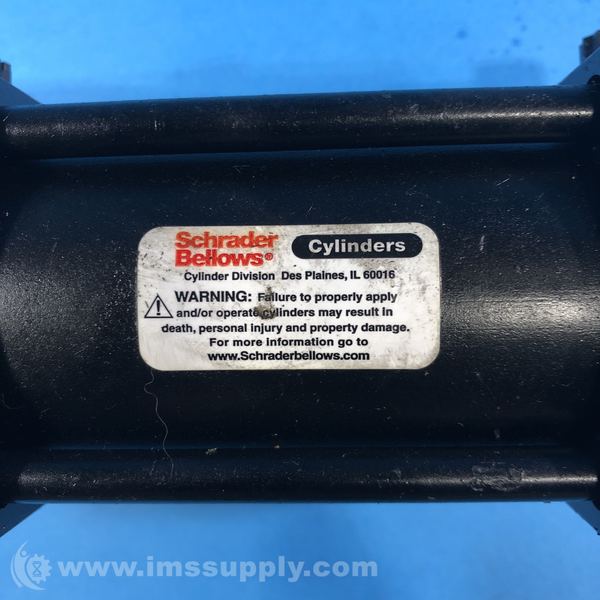 Schrader
Bellows® Cylinders
Cylinder Division Des Plaines, IL 60016
WARNING: Failure to properly apply
and/or operate cylinders may result in
death, personal injury and property damage.
For more information go to
www.Schraderbellows.com
www.imssupply.com